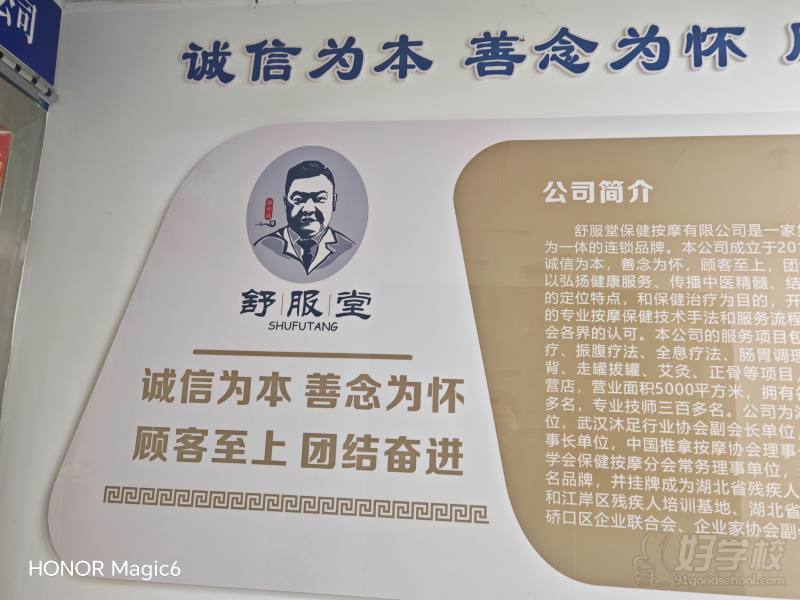 公司
诚信为本 善念为怀
舒服堂
SHUFUTANG
诚信为本 善念为怀
顾客至上 团结奋进
公司简介
舒服堂保健按摩有限公司是一家集
为一体的连锁品牌。本公司成立于201
诚信为本,善念为怀,顾客至上,团
以弘扬健康服务、传播中医精髓、结
的定位特点,和保健治疗为目的,开
的专业按摩保健技术手法和服务流程
会各界的认可。本公司的服务项目包
疗、振腹疗法、全息疗法、肠胃调理
背、走罐拔罐、艾灸、正骨等项目,
营店,营业面积5000平方米,拥有各
多名,专业技师三百多名。公司为湖
位,武汉沐足行业协会副会长单位,
事长单位,中国推拿按摩协会理事
学会保健按摩分会常务理事单位,
名品牌,并挂牌成为湖北省残疾人
和江岸区残疾人培训基地、湖北省
硚口区企业联合会、企业家协会副
HONOR Magic6
好学校
91goodschool.com